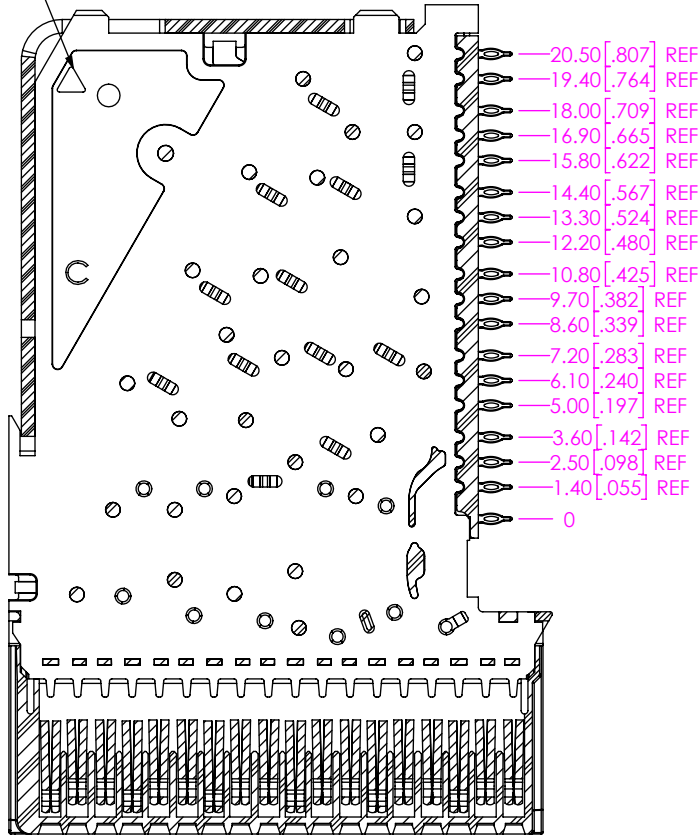 20.50[.807] REF
19.40[.764] REF
18.00[.709] REF
16.90[.665] REF
15.80[.622] REF
14.40[.567] REF
13.30[.524] REF
12.20[.480] REF
10.80[.425] REF
9.70[.382] REF
8.60[.339] REF
7.20[.283] REF
6.10[.240] REF
5.00[.197] REF
3.60[.142] REF
2.50[.098] REF
1.40[.055] REF
0